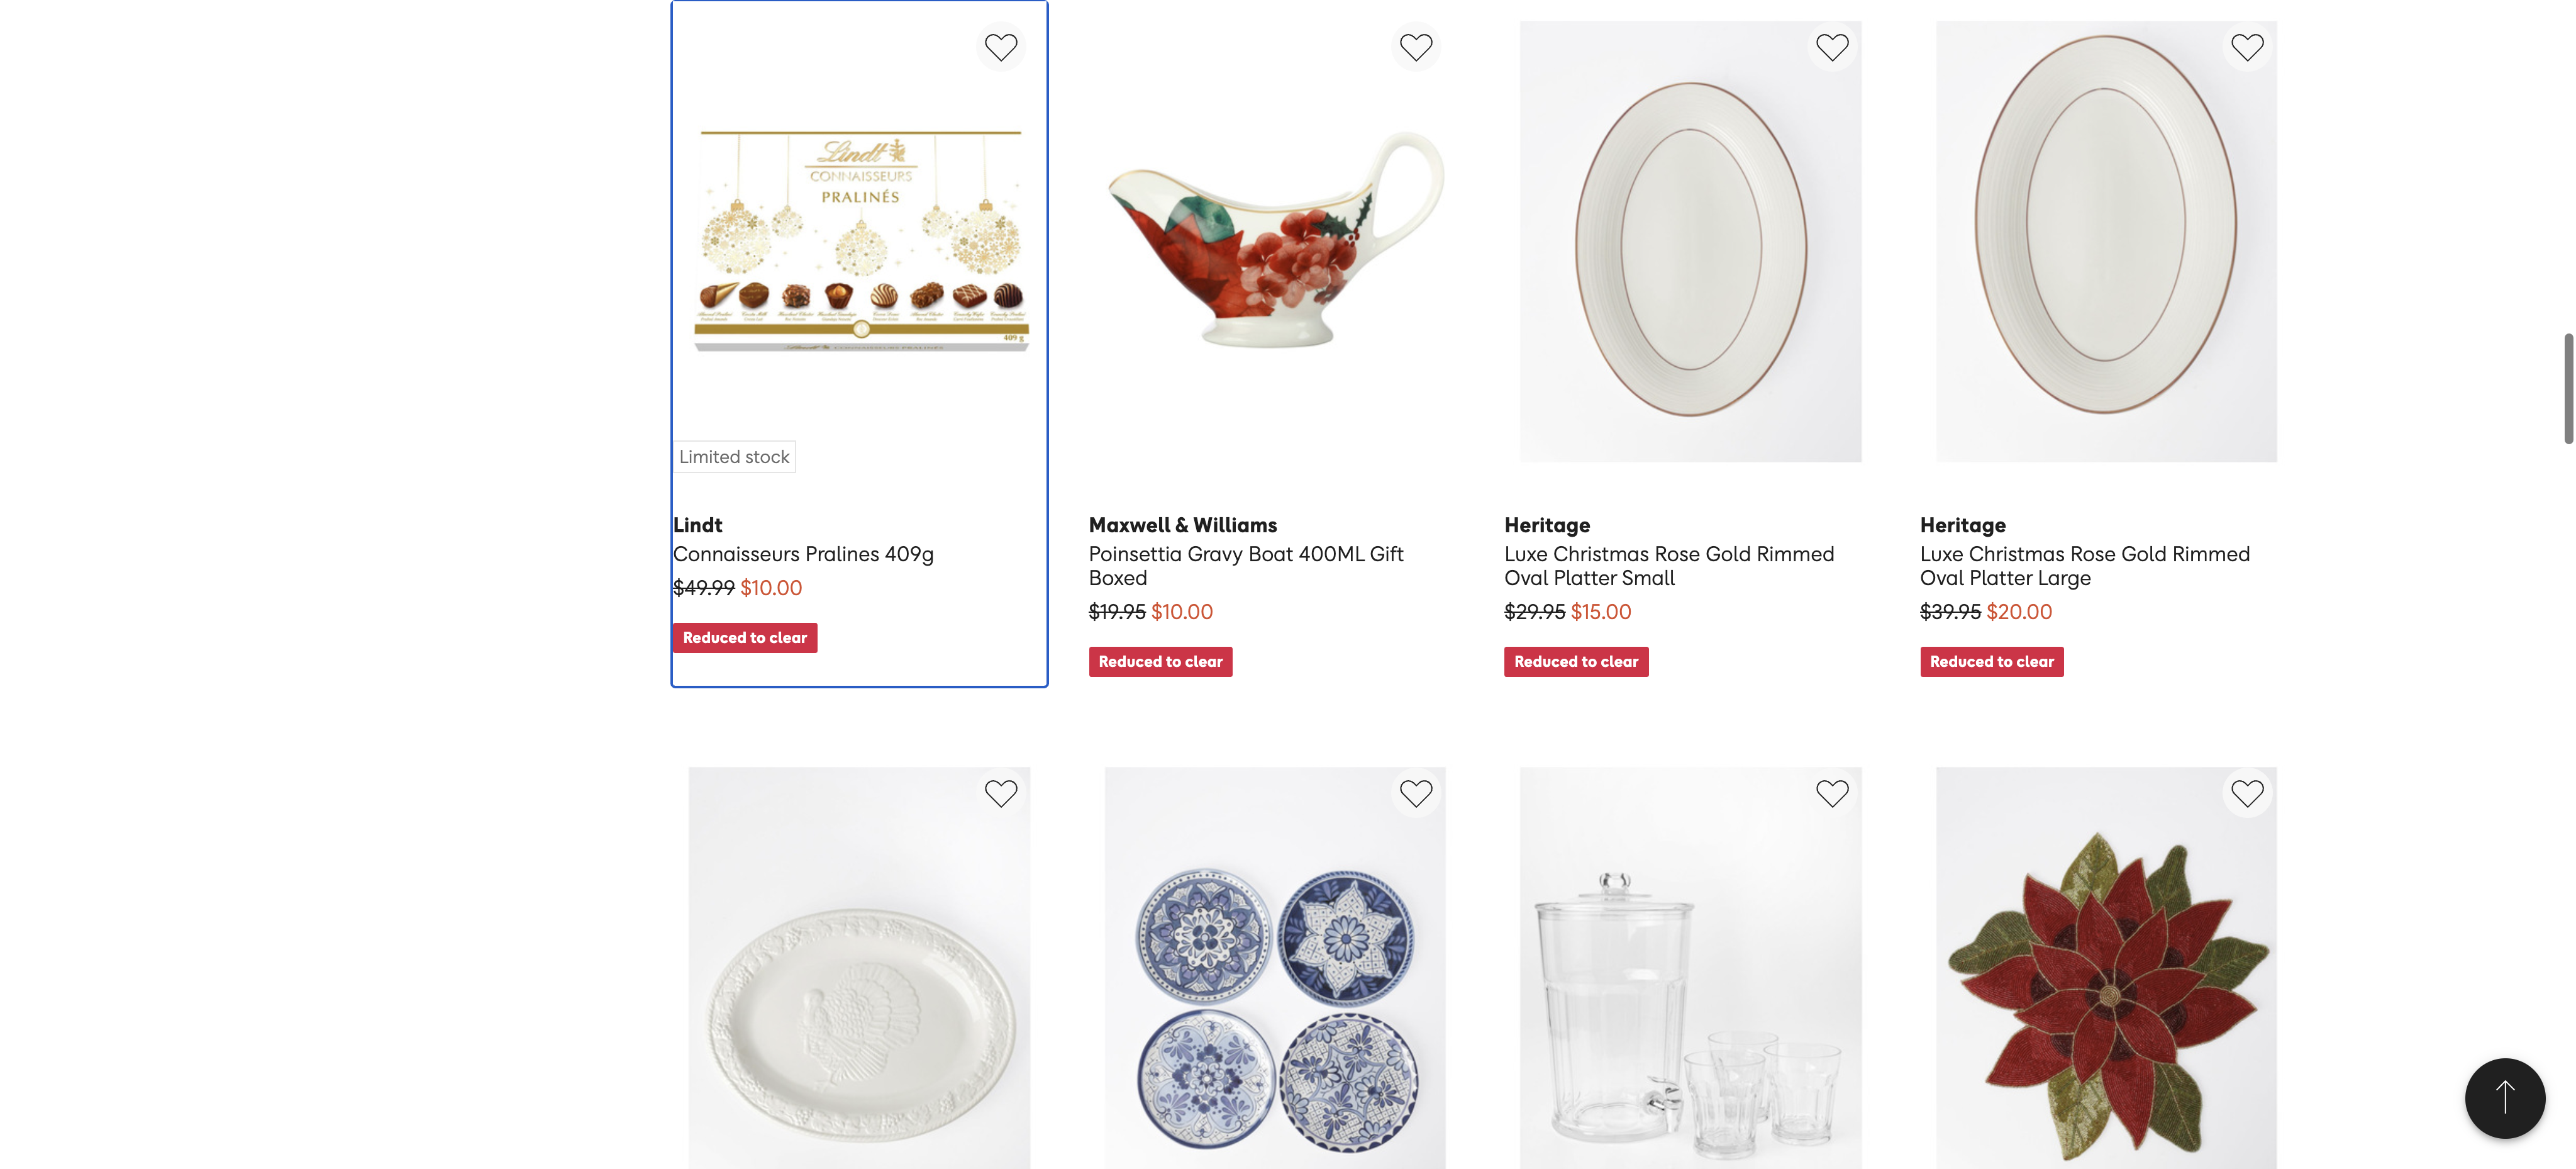 Lindt
CONNAISSEURS
PRALINÉS
409 g
Limited stock
Lindt
Connaisseurs Pralines 409g
$49.99 $10.00
Reduced to clear
Maxwell & Williams
Poinsettia Gravy Boat 400ML Gift
Boxed
$19.95 $10.00
Reduced to clear
Heritage
Luxe Christmas Rose Gold Rimmed
Oval Platter Small
$29.95 $15.00
Reduced to clear
Heritage
Luxe Christmas Rose Gold Rimmed
Oval Platter Large
$39.95 $20.00
Reduced to clear